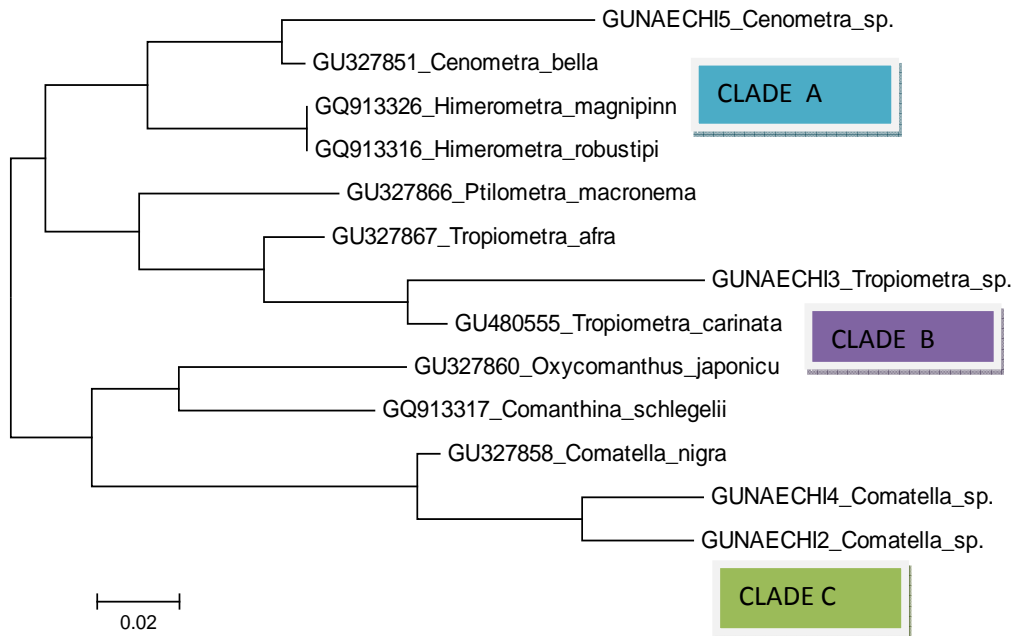 GUNAECHI5_Cenometra_sp.
GU327851_Cenometra_bella
CLADE A
GQ913326_Himerometra_magnipinn
GQ913316_Himerometra_robustipi
GU327866_Ptilometra_macronema
GU327867_Tropiometra_afra
GUNAECHI3_Tropiometra_sp.
GU480555_Tropiometra_carinata
CLADE B
GU327860_Oxycomanthus_japonicu
GQ913317_Comanthina_schlegelii
GU327858_Comatella_nigra
GUNAECHI4_Comatella_sp.
GUNAECHI2_Comatella_sp.
CLADE C
0.02